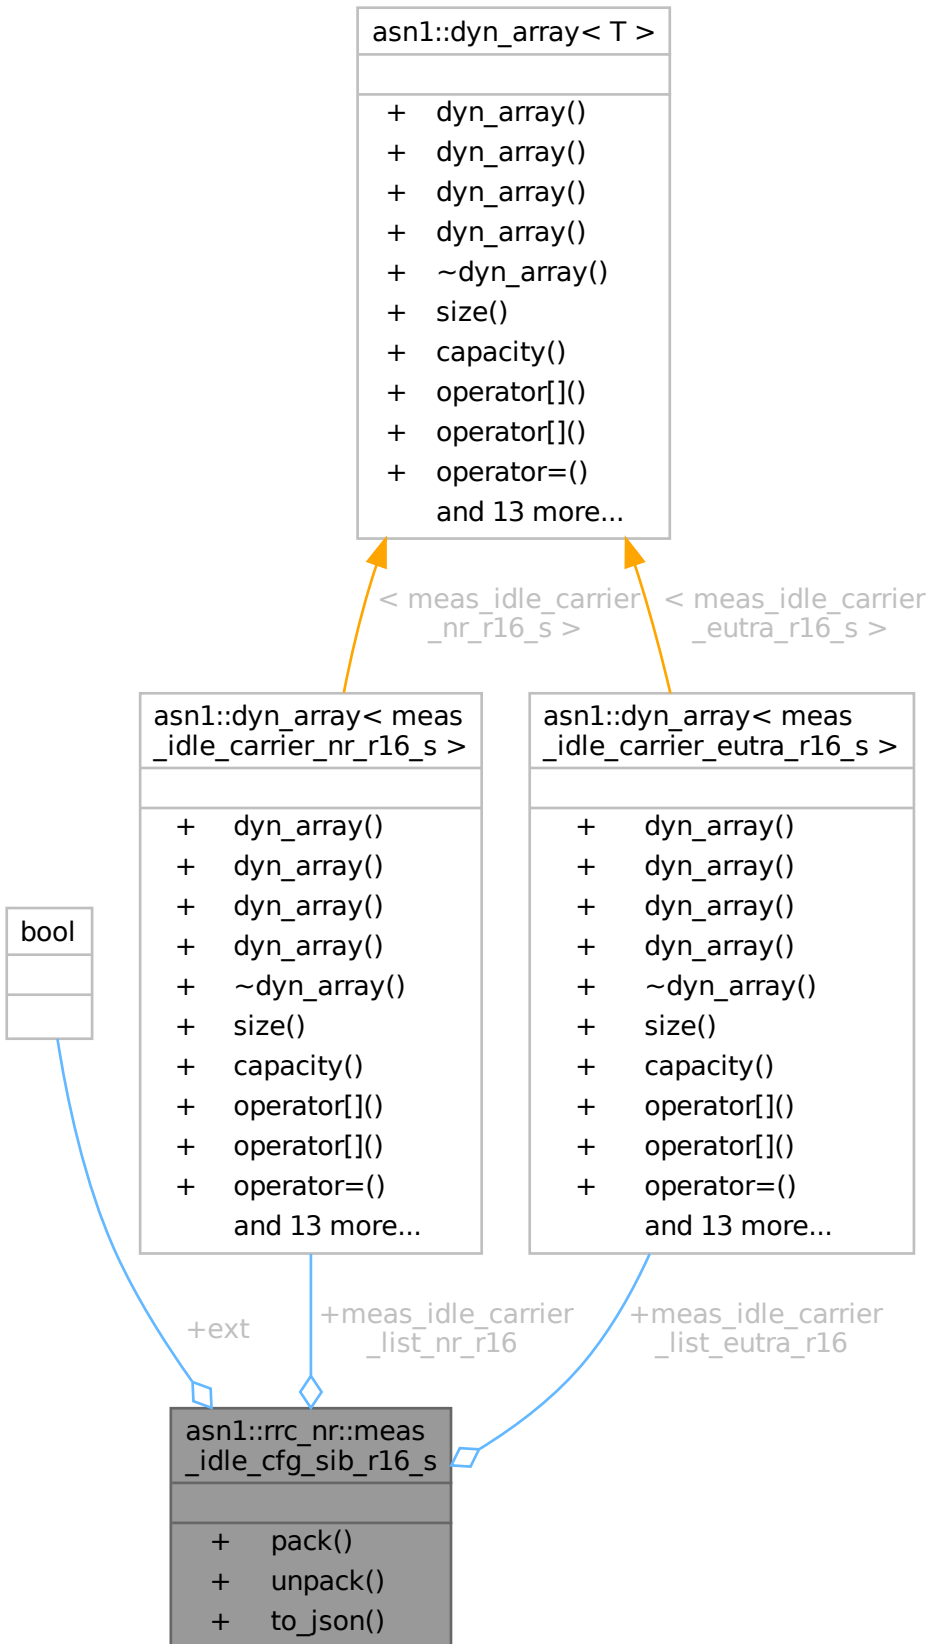 asn1::dyn_array< T >
+ dyn_array()
+ dyn_array()
+ dyn_array()
+ dyn_array()
+ ~dyn_array()
+ size()
+ capacity()
+ operator[]()
+ operator[]()
+ operator=()
and 13 more...
< meas_idle_carrier
_nr_r16_s >
< meas_idle_carrier
_eutra_r16_s >
asn1::dyn_array< meas
_idle_carrier_nr_r16_s >
+ dyn_array()
+ dyn_array()
+ dyn_array()
+ dyn_array()
+ ~dyn_array()
+ size()
+ capacity()
+ operator[]()
+ operator[]()
+ operator=()
and 13 more...
asn1::dyn_array< meas
_idle_carrier_eutra_r16_s >
+ dyn_array()
+ dyn_array()
+ dyn_array()
+ dyn_array()
+ ~dyn_array()
+ size()
+ capacity()
+ operator[]()
+ operator[]()
+ operator=()
and 13 more...
bool
+ext
+meas_idle_carrier
_list_nr_r16
+meas_idle_carrier
_list_eutra_r16
asn1::rrc_nr::meas
_idle_cfg_sib_r16_s
+ pack()
+ unpack()
+ to_json()